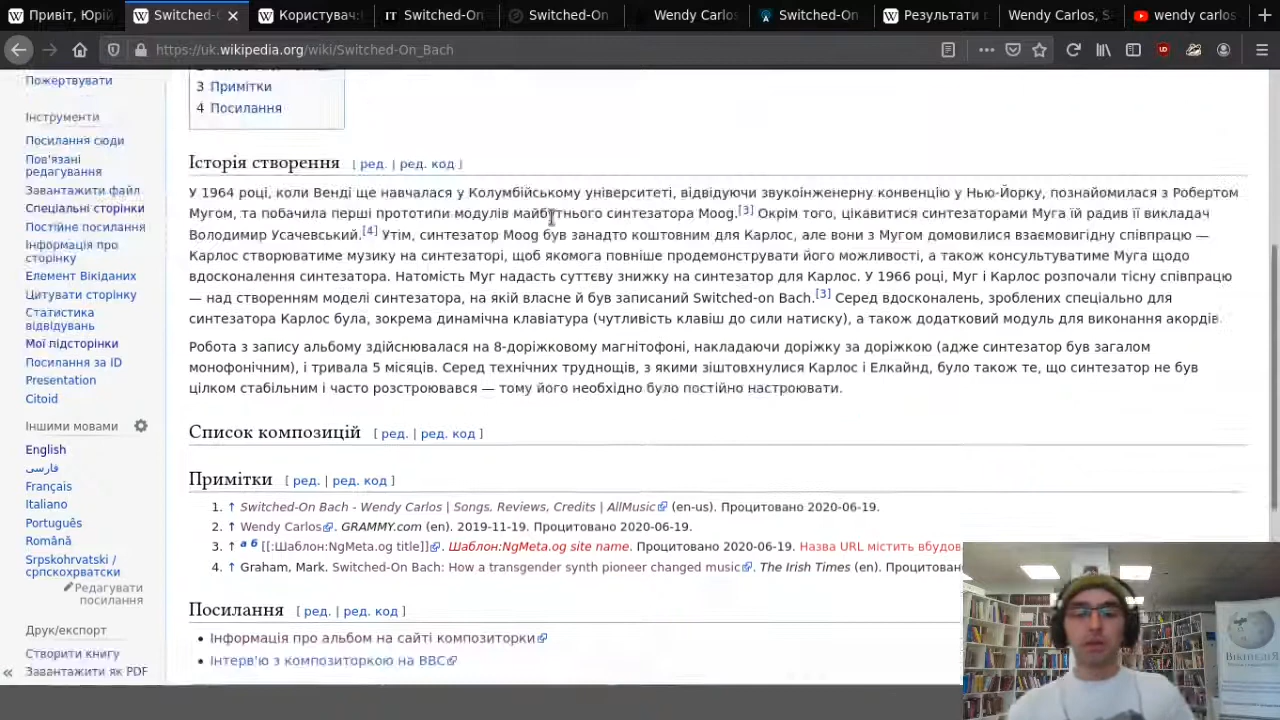 Привіт, Юрій
Switched-(
Користувач:
Switched-On
Switched-On
Wendy Carlos
Switched-On
Результати
Wendy Carlos, S
wendy carlos
https://uk.wikipedia.org/wiki/Switched-On_Bach
Пожертвувати
Інструменти
Посилання сюди
Пов'язані
редагування
Завантажити файл
Спеціальні сторінки
Постійне посилання
Інформація про
сторінку
Елемент Вікіданих
Цитувати сторінку
Статистика
відвідувань
Мої підсторінки
Посилання за ID
Presentation
Citoid
Іншими мовами
English
فارسی
Français
Italiano
Português
Română
Srpskohrvatski /
српскохрватски
Редагувати
посилання
Друк/експорт
Створити книгу
Завантажити як PDF
3 Примітки
4 Посилання
Історія створення [ ред. | ред. код ]
У 1964 році, коли Венді ще навчалася у Колумбійському університеті, відвідуючи звукоінженерну конвенцію у Нью-Йорку, познайомилася з Робертом
Мугом, та побачила перші прототипи модулів майбутнього синтезатора Moog.[3] Окрім того, цікавитися синтезаторами Муга їй радив її викладач
Володимир Усачевський.[4] Утім, синтезатор Moog був занадто коштовним для Карлос, але вони з Мугом домовилися взаємовигідну співпрацю —
Карлос створюватиме музику на синтезаторі, щоб якомога повніше продемонструвати його можливості, а також консультуватиме Муга щодо
вдосконалення синтезатора. Натомість Муг надасть суттєву знижку на синтезатор для Карлос. У 1966 році, Муг і Карлос розпочали тісну співпрацю
— над створенням моделі синтезатора, на якій власне й був записаний Switched-on Bach.[3] Серед вдосконалень, зроблених спеціально для
синтезатора Карлос була, зокрема динамічна клавіатура (чутливість клавіш до сили натиску), а також додатковий модуль для виконання акордів.
Робота з запису альбому здійснювалася на 8-доріжковому магнітофоні, накладаючи доріжку за доріжкою (адже синтезатор був загалом
монофонічним), і тривала 5 місяців. Серед технічних труднощів, з якими зіштовхнулися Карлос і Елкайнд, було також те, що синтезатор не був
цілком стабільним і часто розстроювався — тому його необхідно було постійно настроювати.
Список композицій [ ред. | ред. код ]
Примітки [ ред. | ред. код ]
1. ↑ Switched-On Bach - Wendy Carlos | Songs, Reviews, Credits | AllMusic (en-us). Процитовано 2020-06-19.
2. ↑ Wendy Carlos. GRAMMY.com (en). 2019-11-19. Процитовано 2020-06-19.
3. ↑ а б [[:Шаблон:NgMeta.og title]]. Шаблон:NgMeta.og site name. Процитовано 2020-06-19. Назва URL містить вбудов
4. ↑ Graham, Mark. Switched-On Bach: How a transgender synth pioneer changed music. The Irish Times (en). Процитован
Посилання [ ред. | ред. код ]
• Інформація про альбом на сайті композиторки
• Інтерв'ю з композиторкою на BBC
ВікіпедіЯ